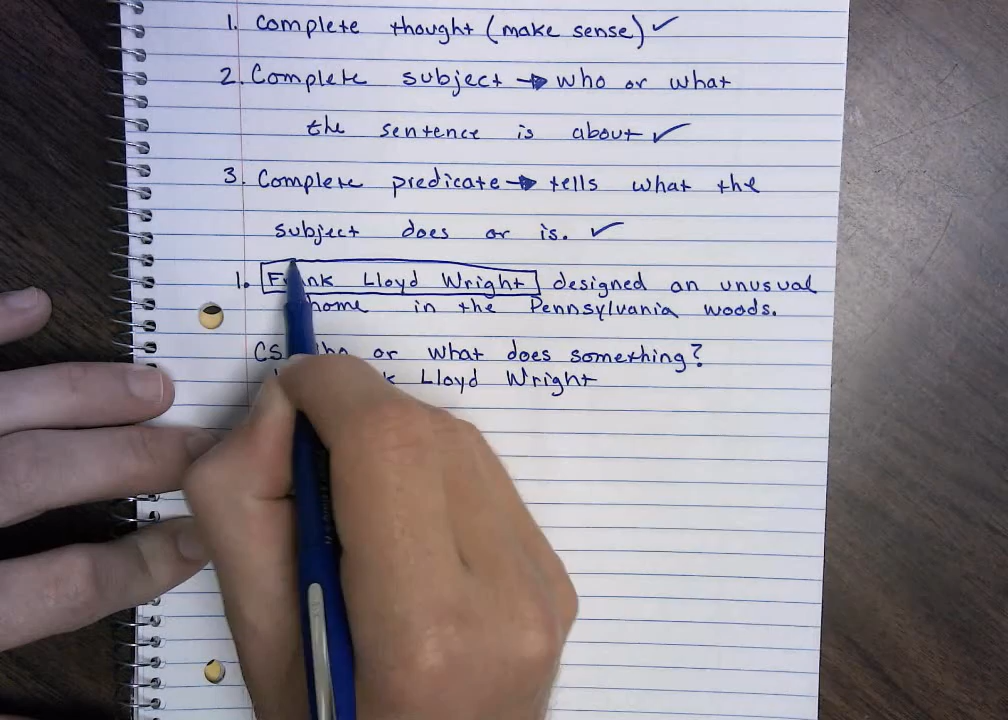 1. Complete thought (make sense) ✓
2. Complete subject → who or what
the sentence is about ✓
3. Complete predicate → tells what the
subject does or is. ✓
1. Frank Lloyd Wright designed an unusual
home in the Pennsylvania woods.
CS or what does something?
Lloyd Wright